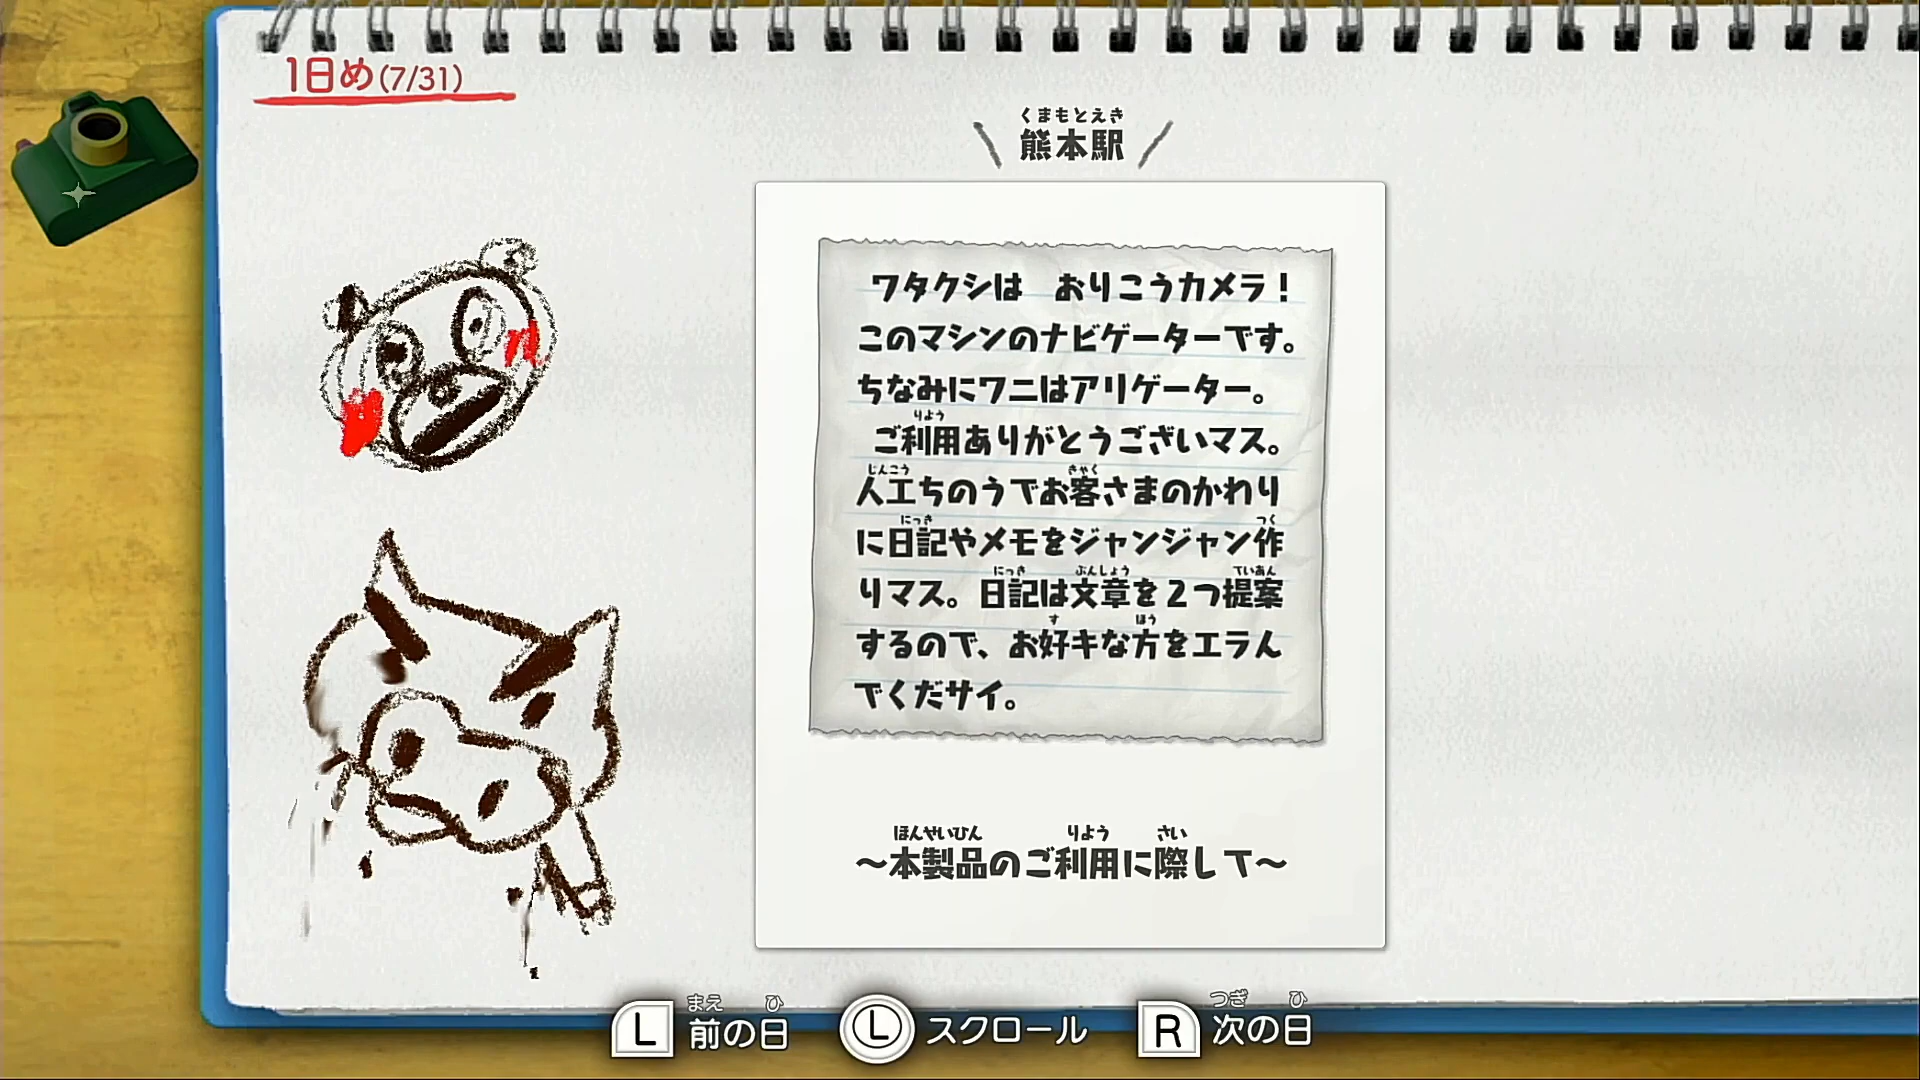 1日め(7/31)
くまもとえき
熊本駅
ワタクシは　おりこうカメラ！
このマシンのナビゲーターです。
ちなみにワニはアリゲーター。
りよう
ご利用ありがとうございマス。
じんこう　きゃく
人工ちのうでお客さまのかわり
にっき　つく
に日記やメモをジャンジャン作
にっき　ぶんしょう　ていあん
りマス。日記は文章を２つ提案
す　ほう
するので、お好キな方をエラん
でくだサイ。
ほんせいひん　りよう　さい
～本製品のご利用に際して～
まえ　ひ　つぎ　ひ
L 前の日 L スクロール R 次の日